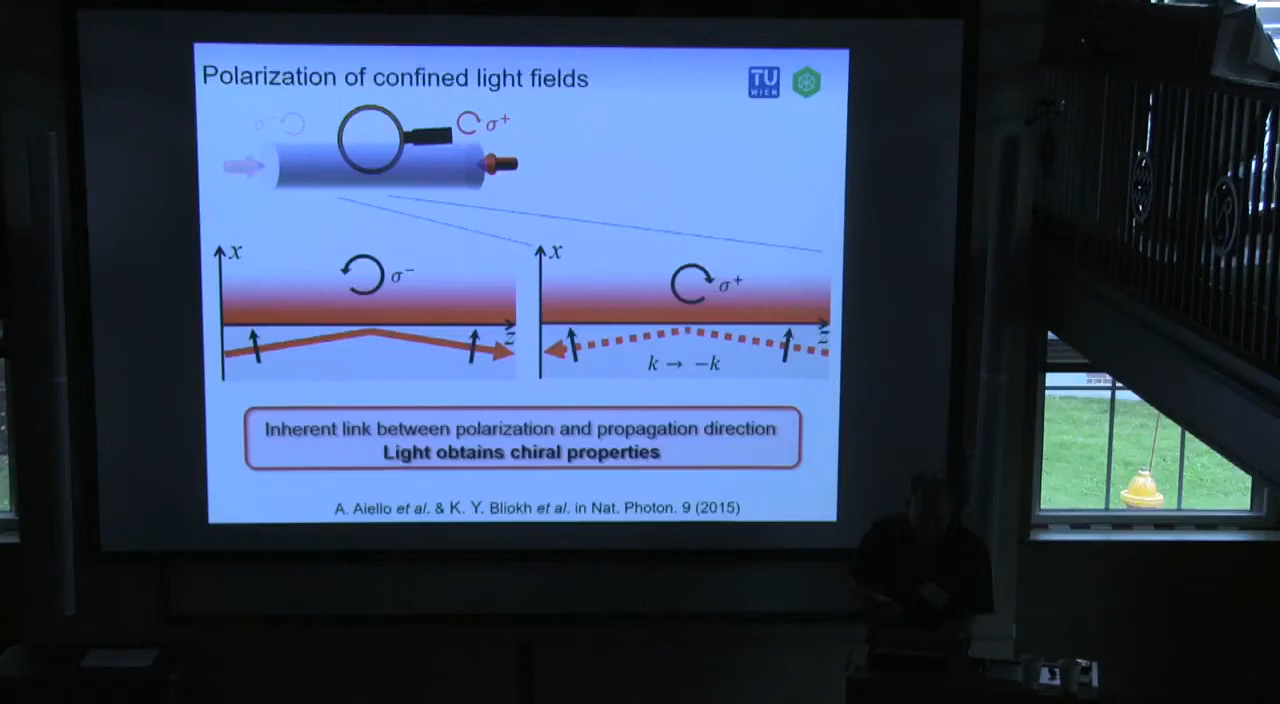 Polarization of confined light fields
TU
WIEN
σ⁻
σ⁺
x
σ⁻
z
x
σ⁺
z
k → −k
Inherent link between polarization and propagation direction
Light obtains chiral properties
A. Aiello et al. & K. Y. Bliokh et al. in Nat. Photon. 9 (2015)